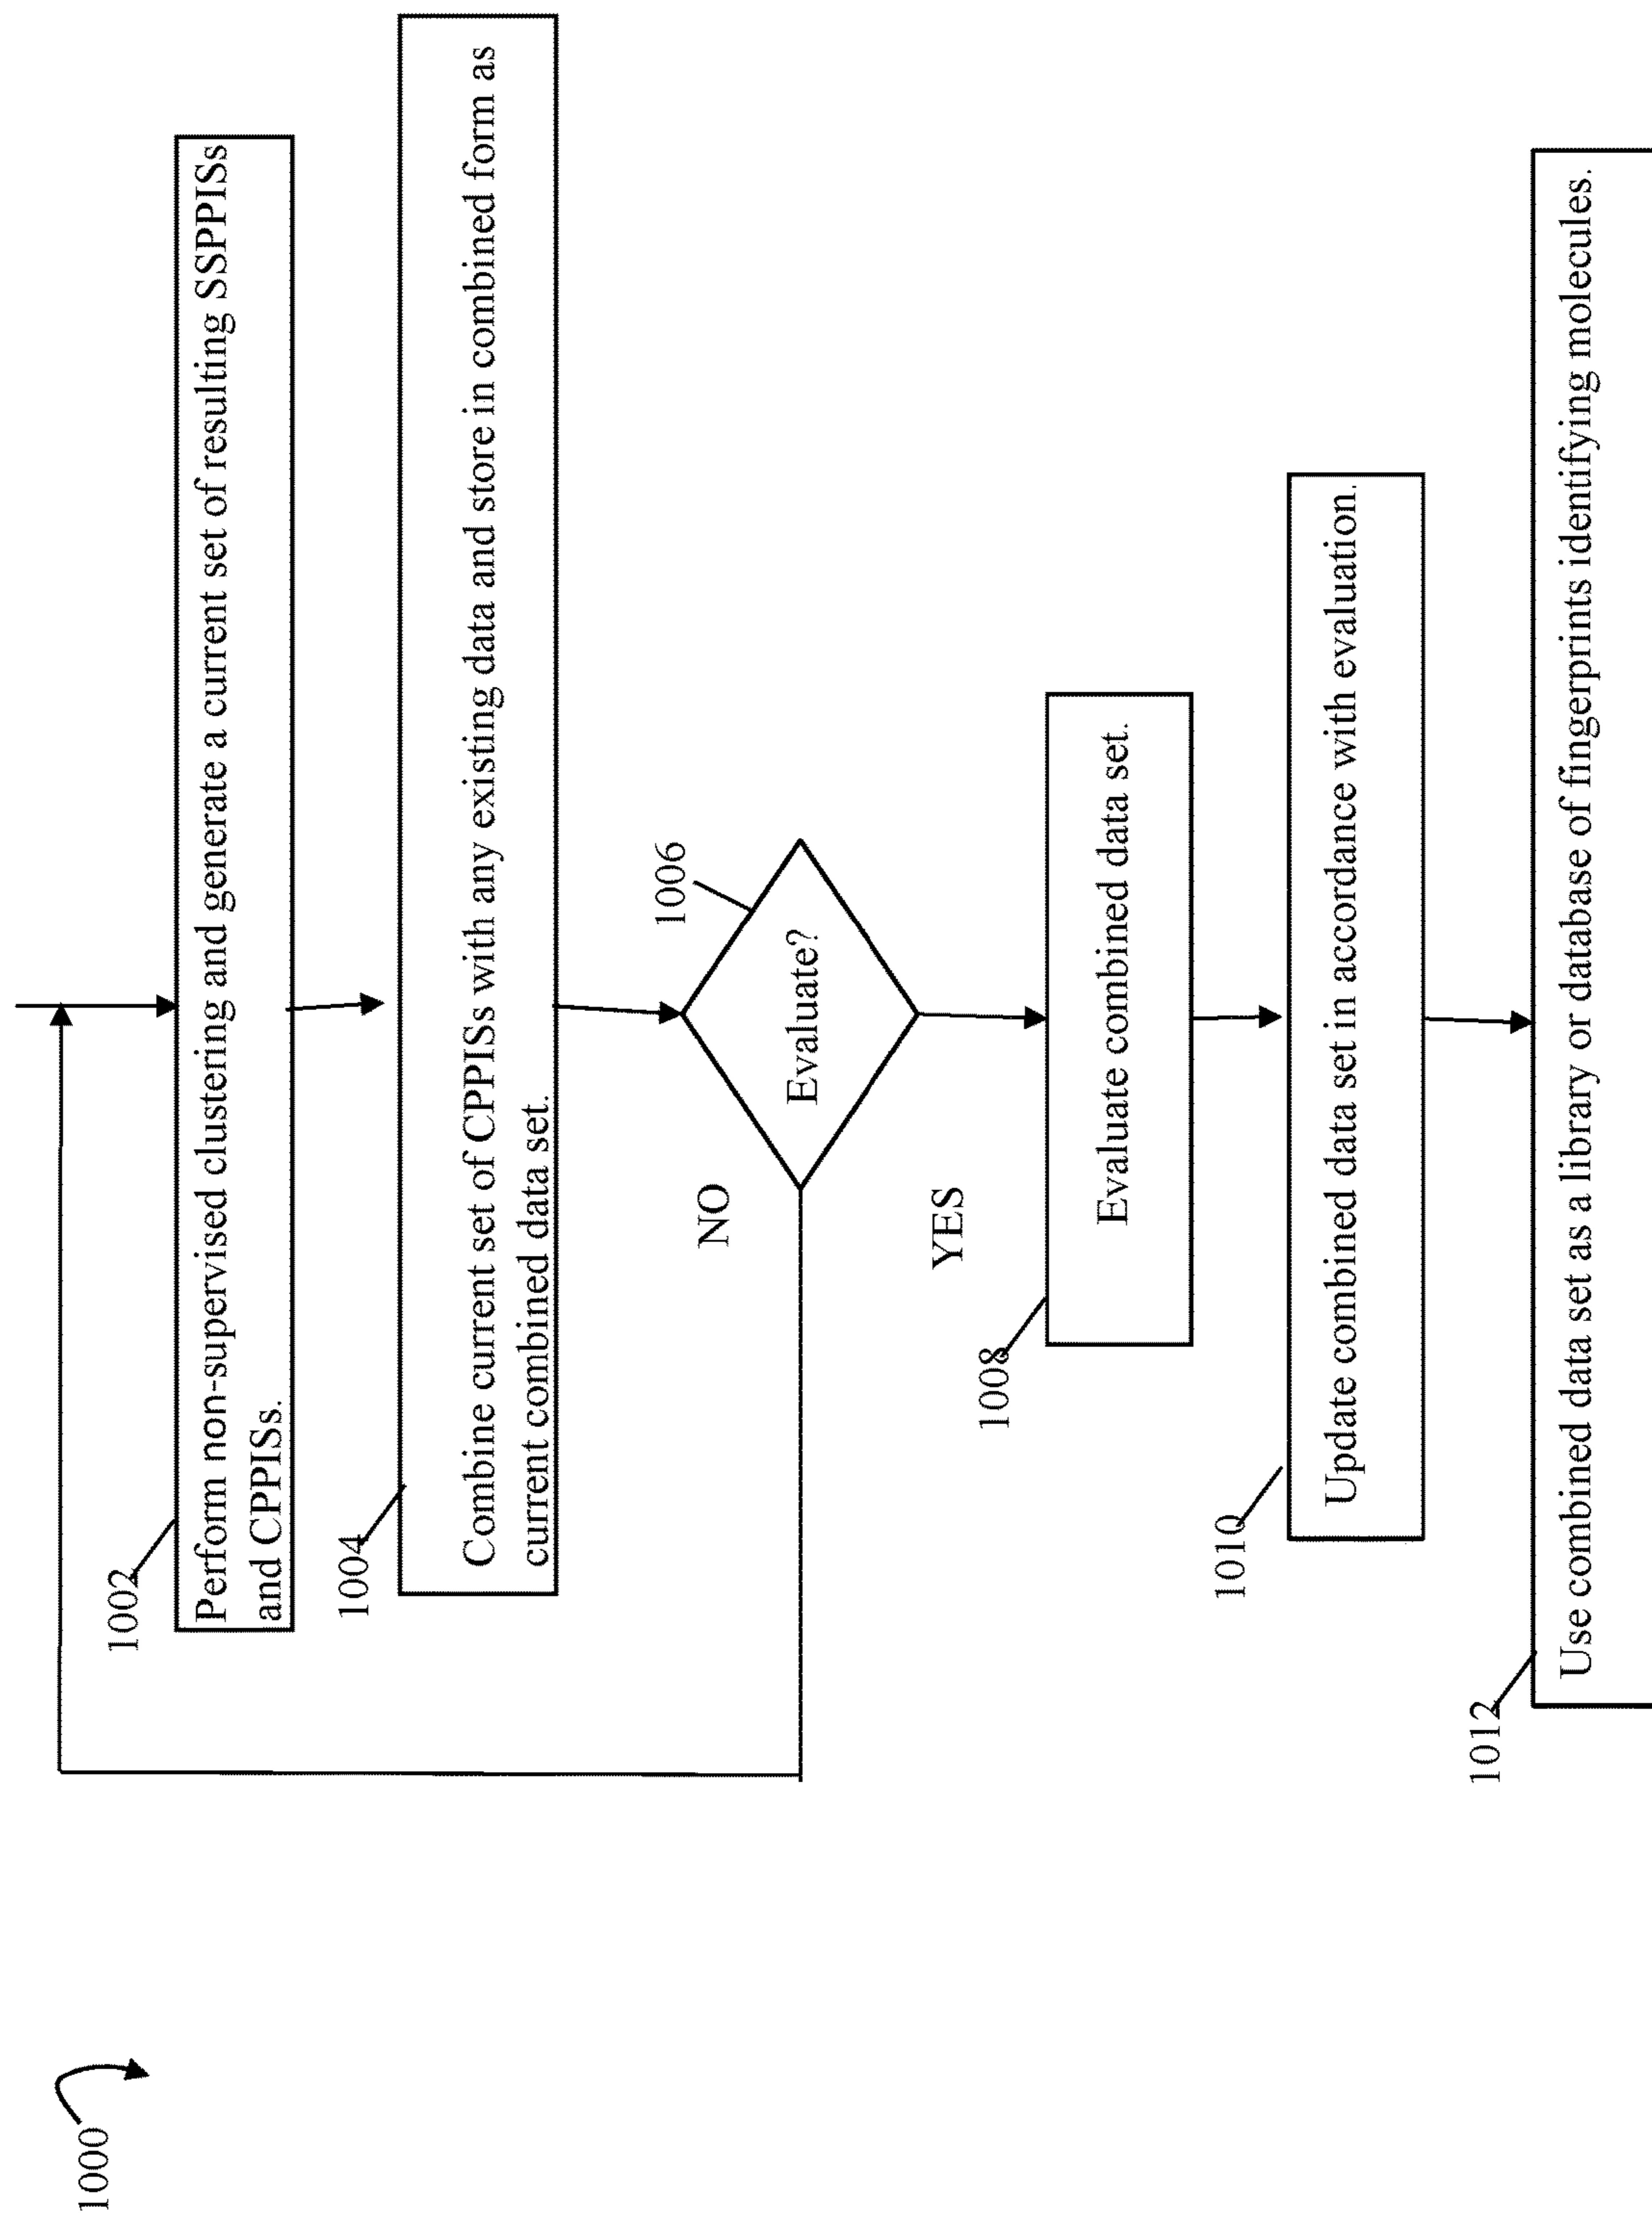 1000
1002
Perform non-supervised clustering and generate a current set of resulting SSPPISs
and CPPISs.
1004
Combine current set of CPPISs with any existing data and store in combined form as
current combined data set.
1006
Evaluate?
NO
YES
1008
Evaluate combined data set.
1010
Update combined data set in accordance with evaluation.
1012
Use combined data set as a library or database of fingerprints identifying molecules.